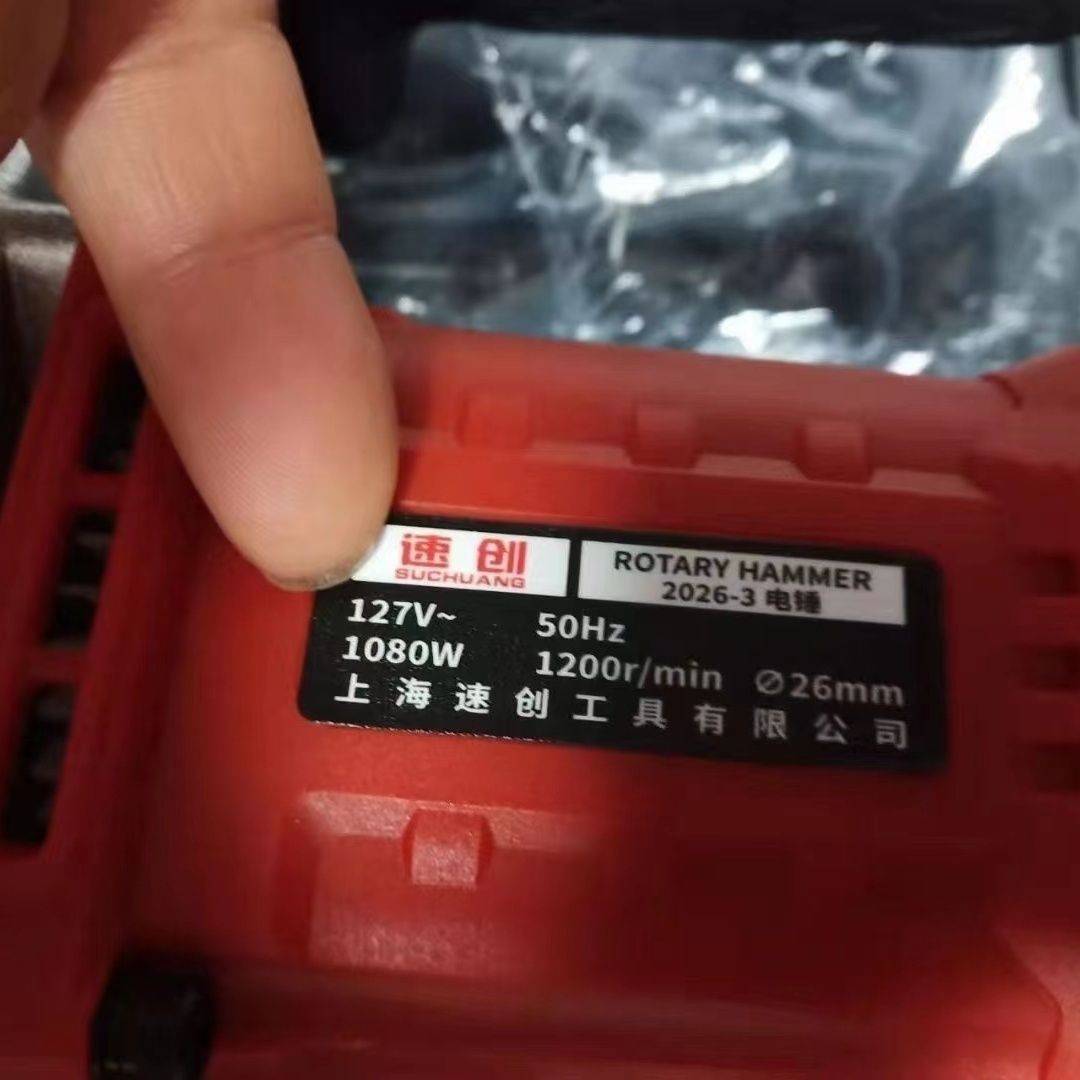 速创
SUCHUANG
ROTARY HAMMER
2026-3 电锤
127V~ 50Hz
1080W 1200r/min ∅26mm
上海速创工具有限公司